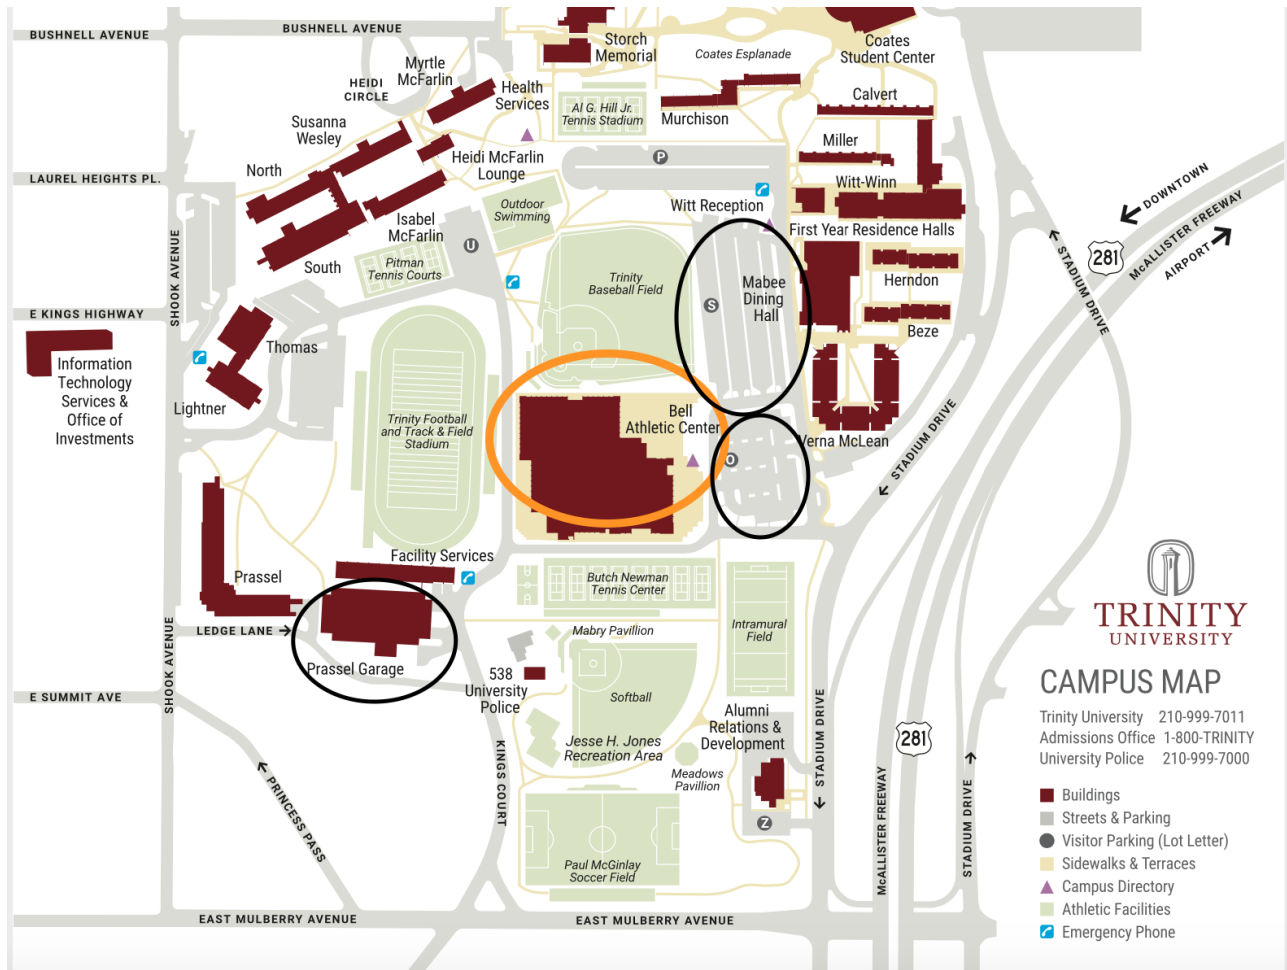 BUSHNELL AVENUE
BUSHNELL AVENUE
Storch
Memorial
Coates Esplanade
Coates
Student Center
Myrtle
McFarlin
HEIDI
CIRCLE
Health
Services
Al G. Hill Jr.
Tennis Stadium
Murchison
Calvert
Susanna
Wesley
Miller
North
Heidi McFarlin
Lounge
P
LAUREL HEIGHTS PL.
Witt-Winn
DOWNTOWN
Outdoor
Swimming
Witt Reception
Isabel
McFarlin
First Year Residence Halls
U
281
McALLISTER FREEWAY
AIRPORT
SHOOK AVENUE
South
Pitman
Tennis Courts
Trinity
Baseball Field
Mabee
Dining
Hall
S
Herndon
STADIUM DRIVE
E KINGS HIGHWAY
Beze
Thomas
Information
Technology
Services &
Office of
Investments
Lightner
Trinity Football
and Track & Field
Stadium
Bell
Athletic Center
Verna McLean
O
STADIUM DRIVE
Facility Services
Prassel
Butch Newman
Tennis Center
LEDGE LANE
Mabry Pavilion
Intramural
Field
TRINITY
UNIVERSITY
SHOOK AVENUE
Prassel Garage
538
University
Police
Softball
E SUMMIT AVE
CAMPUS MAP
Trinity University 210-999-7011
Admissions Office 1-800-TRINITY
University Police 210-999-7000
Alumni
Relations &
Development
STADIUM DRIVE
281
Jesse H. Jones
Recreation Area
KINGS COURT
Meadows
Pavilion
PRINCESS PASS
Z
McALLISTER FREEWAY
STADIUM DRIVE
Buildings
Streets & Parking
Visitor Parking (Lot Letter)
Sidewalks & Terraces
Campus Directory
Athletic Facilities
Emergency Phone
Paul McGinlay
Soccer Field
EAST MULBERRY AVENUE
EAST MULBERRY AVENUE